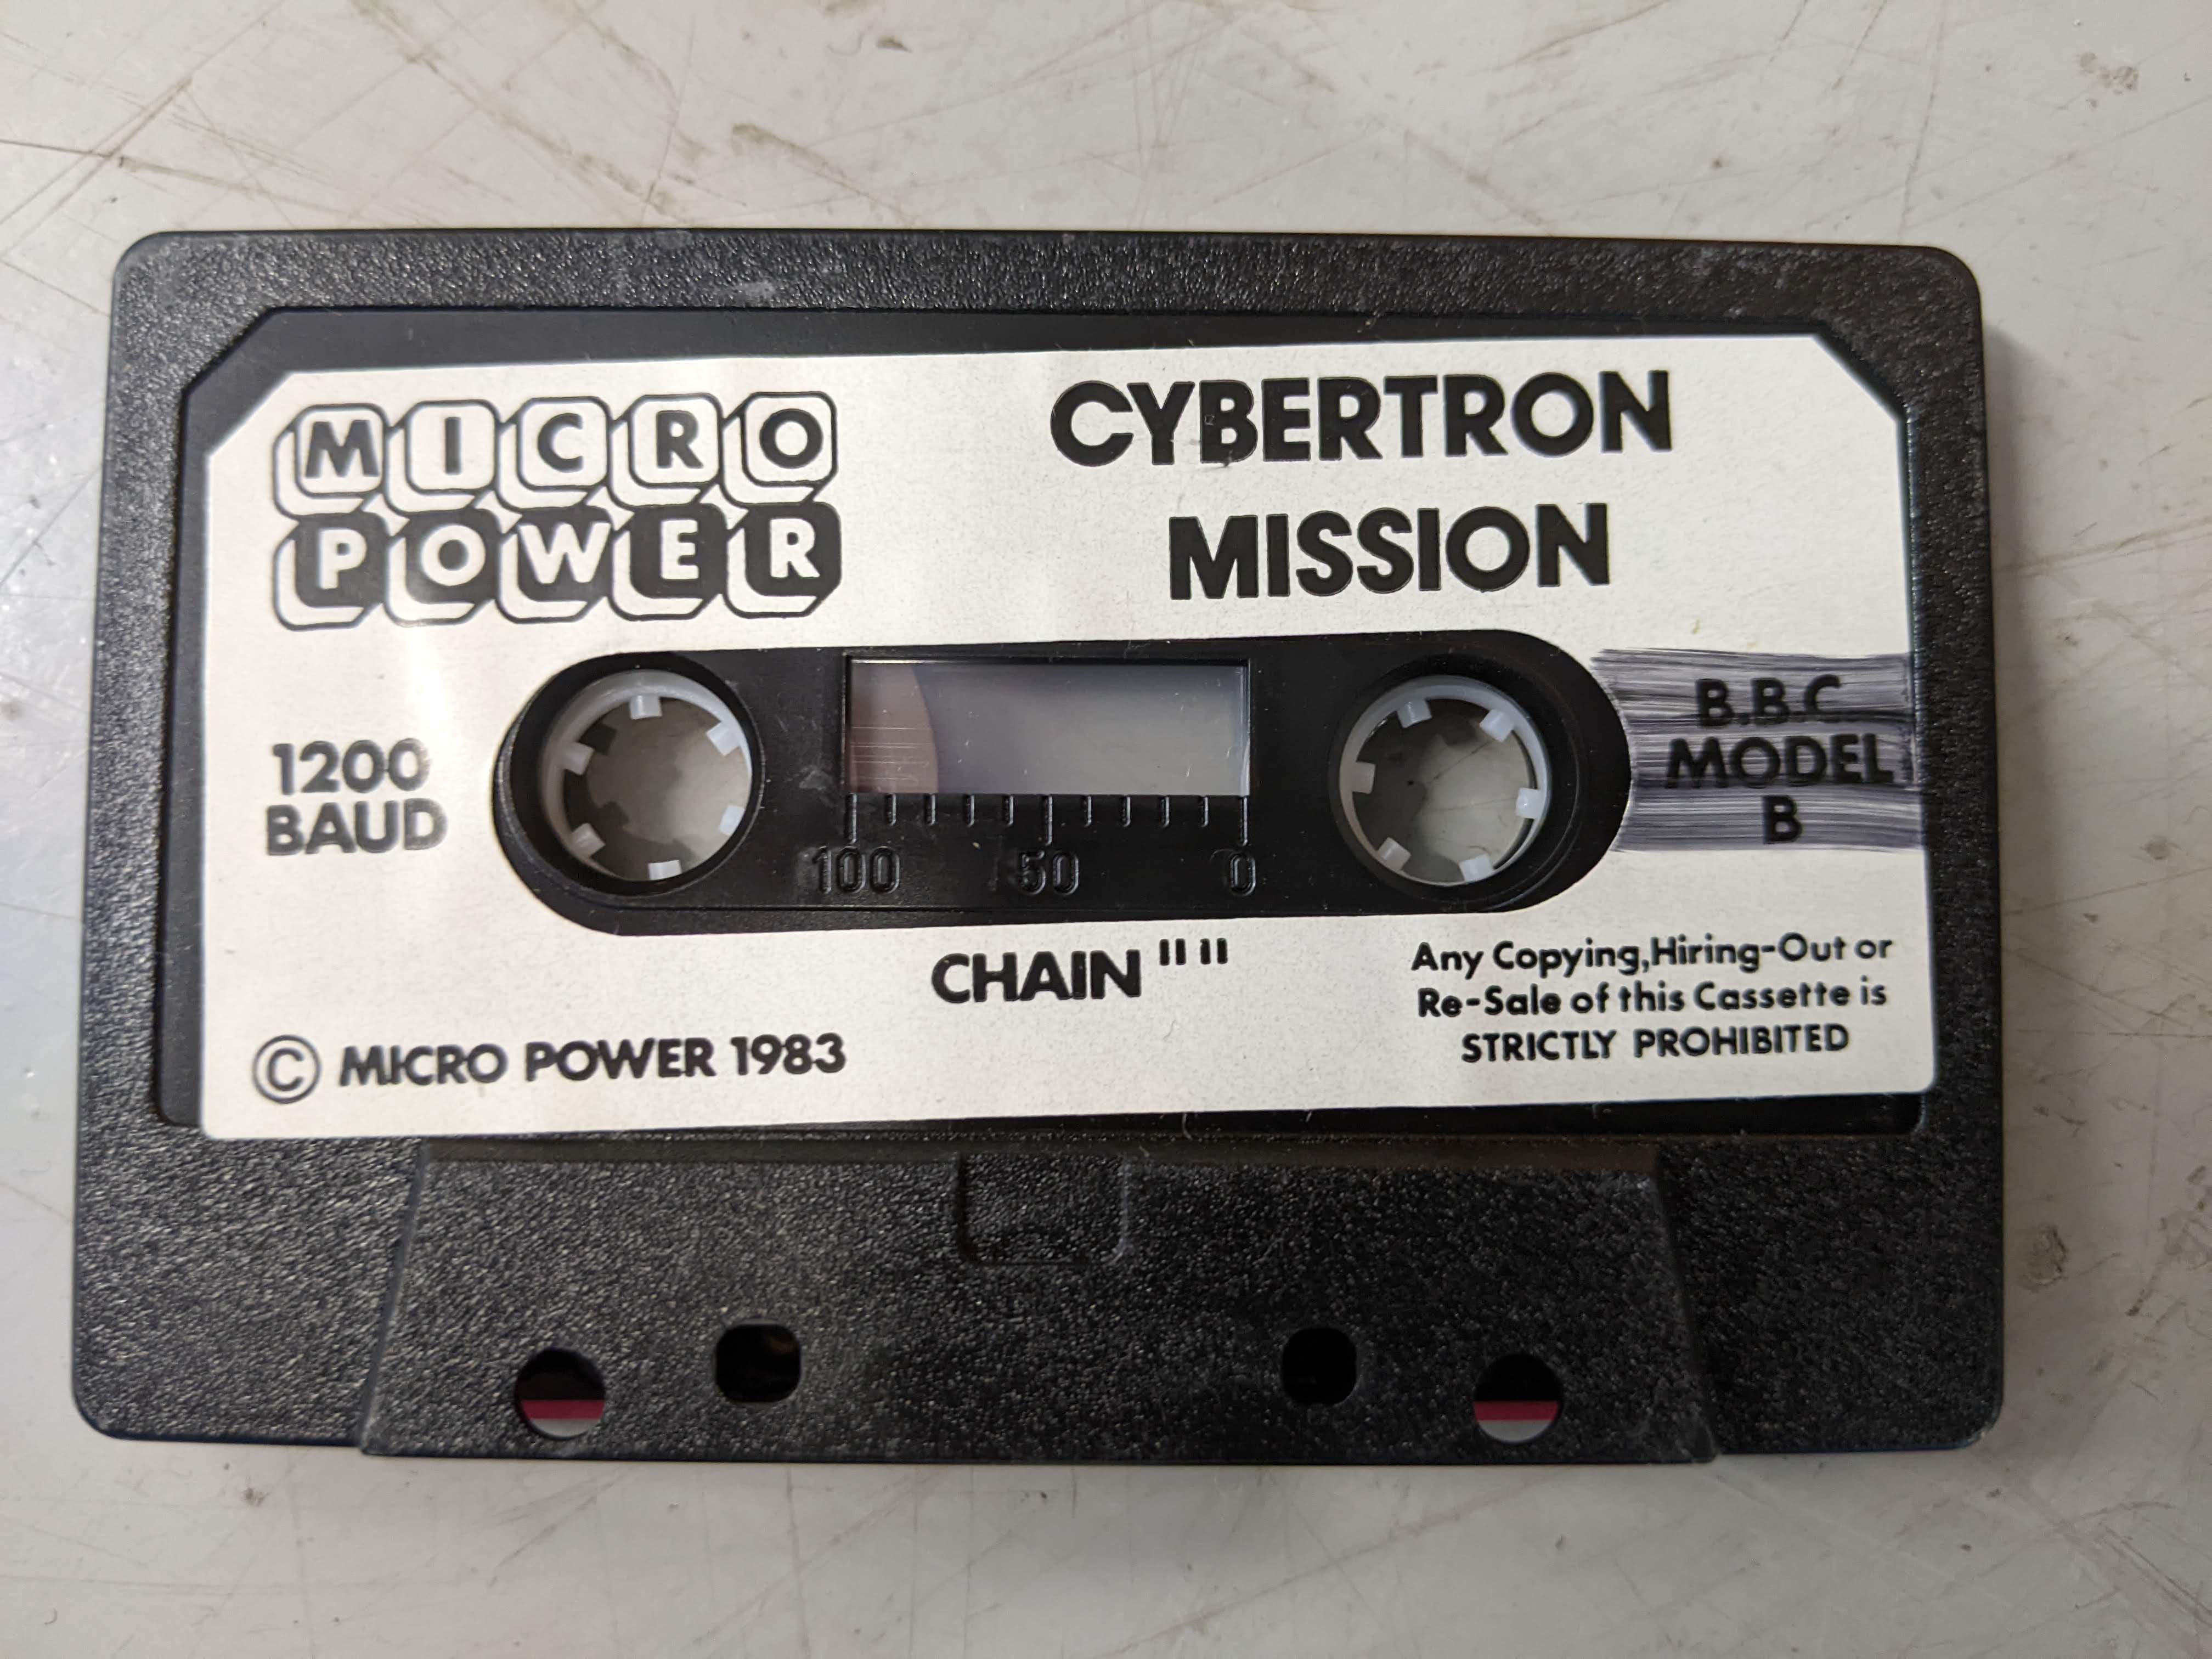 MICRO
POWER
CYBERTRON
MISSION
1200
BAUD
B.B.C.
MODEL
B
100 50 0
CHAIN " "
Any Copying,Hiring-Out or
Re-Sale of this Cassette is
STRICTLY PROHIBITED
© MICRO POWER 1983